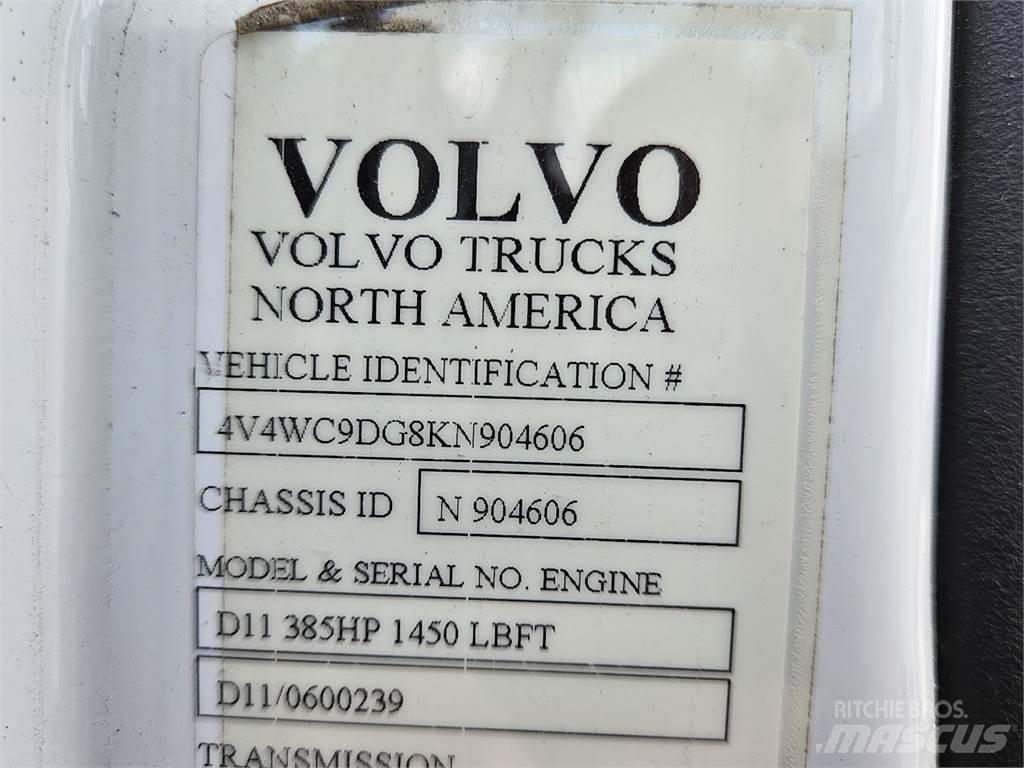 VOLVO
VOLVO TRUCKS
NORTH AMERICA
VEHICLE IDENTIFICATION #
4V4WC9DG8KN904606
CHASSIS ID N 904606
MODEL & SERIAL NO. ENGINE
D11 385HP 1450 LBFT
D11/0600239
TRANSMISSION
RITCHIE BROS.
MASCUS